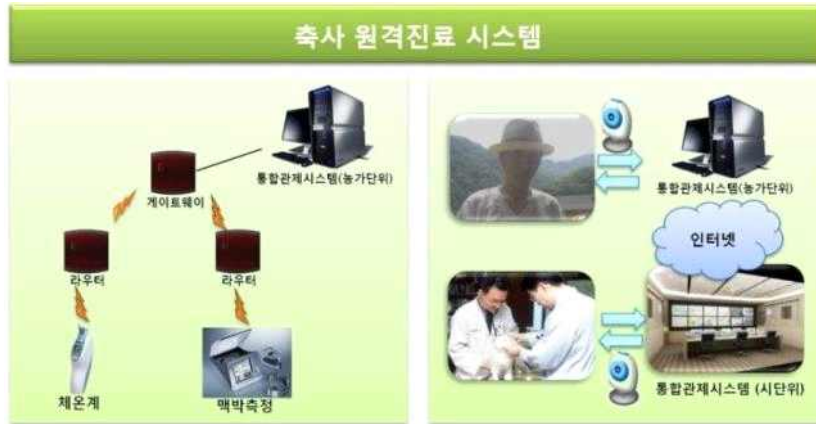 축사 원격진료 시스템
통합관제시스템(농가단위)
게이트웨이
라우터
라우터
체온계
맥박측정
통합관제시스템(농가단위)
인터넷
통합관제시스템 (시단위)